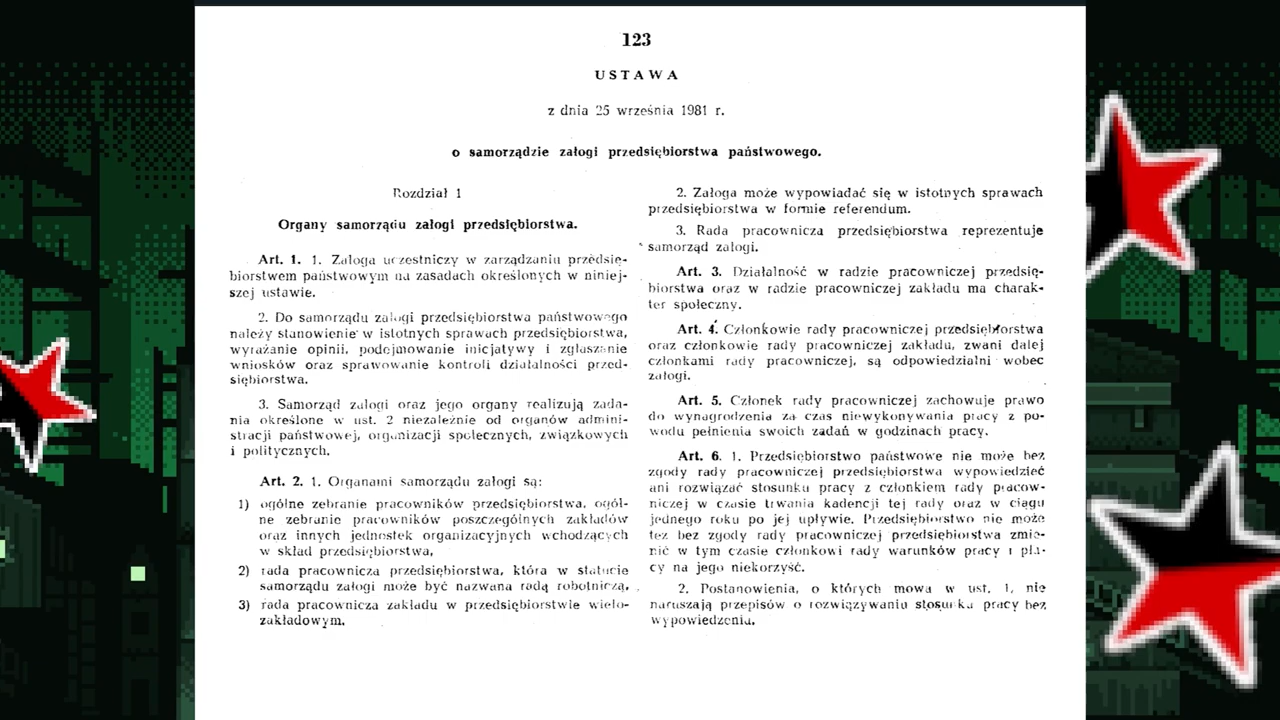 123
USTAWA
z dnia 25 września 1981 r.
o samorządzie załogi przedsiębiorstwa państwowego.
Rozdział 1
Organy samorządu załogi przedsiębiorstwa.
Art. 1. 1. Załoga uczestniczy w zarządzaniu przedsię-
biorstwem państwowym na zasadach określonych w niniej-
szej ustawie.
2. Do samorządu załogi przedsiębiorstwa państwowego
należy stanowienie w istotnych sprawach przedsiębiorstwa,
wyrażanie opinii, podejmowanie inicjatywy i zgłaszanie
wniosków oraz sprawowanie kontroli działalności przed-
siębiorstwa.
3. Samorząd załogi oraz jego organy realizują zada-
nia określone w ust. 2 niezależnie od organów admini-
stracji państwowej, organizacji społecznych, związkowych
i politycznych.
Art. 2. 1. Organami samorządu załogi są:
1) ogólne zebranie pracowników przedsiębiorstwa, ogól-
ne zebranie pracowników poszczególnych zakładów
oraz innych jednostek organizacyjnych wchodzących
w skład przedsiębiorstwa,
2) rada pracownicza przedsiębiorstwa, która w statucie
samorządu załogi może być nazwana radą robotniczą,
3) rada pracownicza zakładu w przedsiębiorstwie wielo-
zakładowym.
2. Załoga może wypowiadać się w istotnych sprawach
przedsiębiorstwa w formie referendum.
3. Rada pracownicza przedsiębiorstwa reprezentuje
samorząd załogi.
Art. 3. Działalność w radzie pracowniczej przedsię-
biorstwa oraz w radzie pracowniczej zakładu ma charak-
ter społeczny.
Art. 4. Członkowie rady pracowniczej przedsiębiorstwa
oraz członkowie rady pracowniczej zakładu, zwani dalej
członkami rady pracowniczej, są odpowiedzialni wobec
załogi.
Art. 5. Członek rady pracowniczej zachowuje prawo
do wynagrodzenia za czas niewykonywania pracy z po-
wodu pełnienia swoich zadań w godzinach pracy.
Art. 6. 1. Przedsiębiorstwo państwowe nie może bez
zgody rady pracowniczej przedsiębiorstwa wypowiedzieć
ani rozwiązać stosunku pracy z członkiem rady pracow-
niczej w czasie trwania kadencji tej rady oraz w ciągu
jednego roku po jej upływie. Przedsiębiorstwo nie może
też bez zgody rady pracowniczej przedsiębiorstwa zmie-
nić w tym czasie członkowi rady warunków pracy i pła-
cy na jego niekorzyść.
2. Postanowienia, o których mowa w ust. 1, nie
naruszają przepisów o rozwiązywaniu stosunku pracy bez
wypowiedzenia.